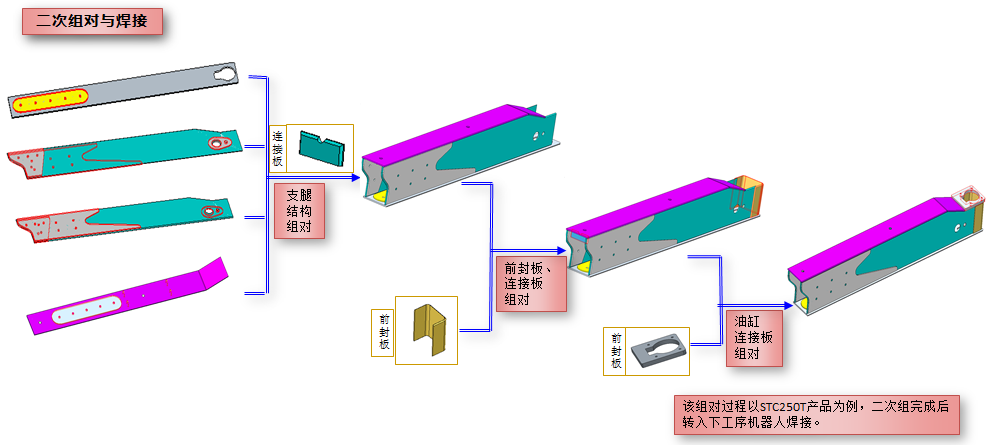 二次组对与焊接
连
接
板
支腿
结构
组对
前封板、
连接板
组对
前
封
板
油缸
连接板
组对
前
封
板
该组对过程以STC250T产品为例，二次组完成后
转入下工序机器人焊接。